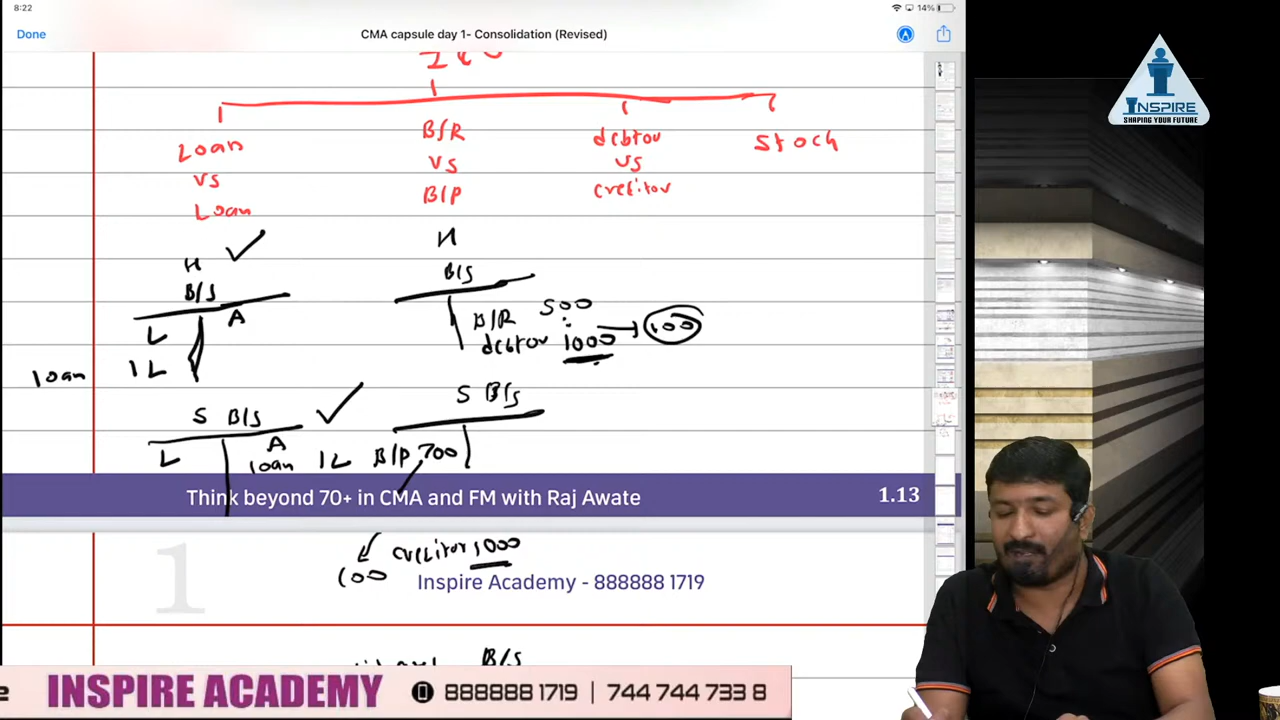 8:22
14%
Done
CMA capsule day 1- Consolidation (Revised)
INSPIRE
SHAPING YOUR FUTURE
Loan
vs
Loan
B/R
vs
B/P
debtor
vs
creditor
Stock
H
B/S
L
A
1L
loan
H
B/S
B/R 500
debtor 1000 → 100
S B/S
L
A
loan 1L
S B/S
B/P 700
100
creditor 1000
Think beyond 70+ in CMA and FM with Raj Awate
1.13
1
Inspire Academy - 888888 1719
B/S
INSPIRE ACADEMY
888888 1719 | 744 744 733 8